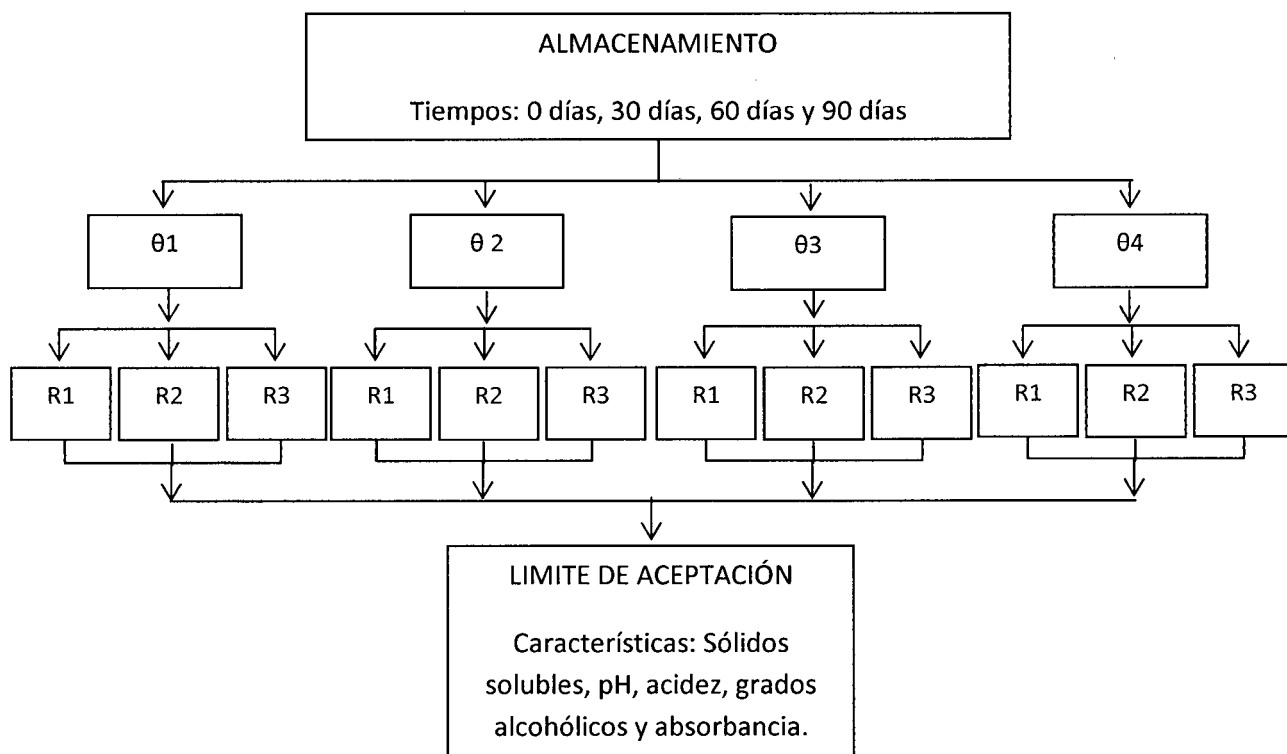 ALMACENAMIENTO
Tiempos: 0 días, 30 días, 60 días y 90 días
θ1
θ 2
θ3
θ4
R1
R2
R3
R1
R2
R3
R1
R2
R3
R1
R2
R3
LIMITE DE ACEPTACIÓN
Características: Sólidos
solubles, pH, acidez, grados
alcohólicos y absorbancia.